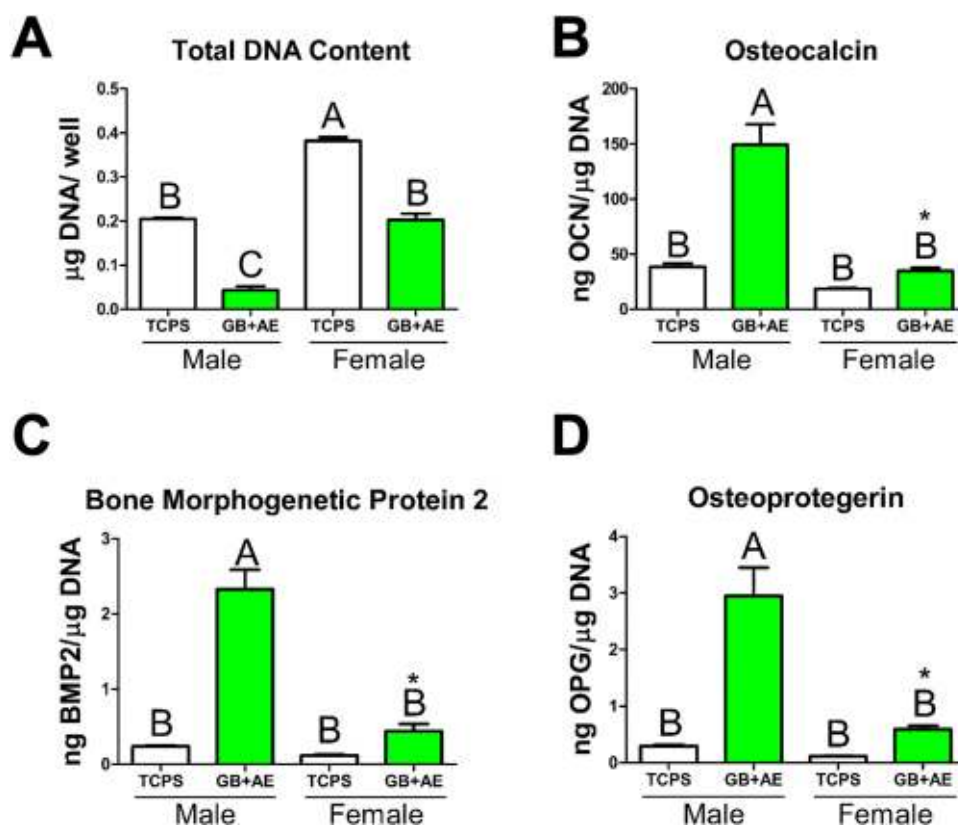 A
Total DNA Content
μg DNA/ well
0.5
0.4
0.3
0.2
0.1
0.0
B
C
A
B
TCPS GB+AE TCPS GB+AE
Male Female
B
Osteocalcin
ng OCN/μg DNA
200
150
100
50
0
B
A
B
*
B
TCPS GB+AE TCPS GB+AE
Male Female
C
Bone Morphogenetic Protein 2
ng BMP2/μg DNA
3
2
1
0
B
A
B
*
B
TCPS GB+AE TCPS GB+AE
Male Female
D
Osteoprotegerin
ng OPG/μg DNA
4
3
2
1
0
B
A
B
*
B
TCPS GB+AE TCPS GB+AE
Male Female